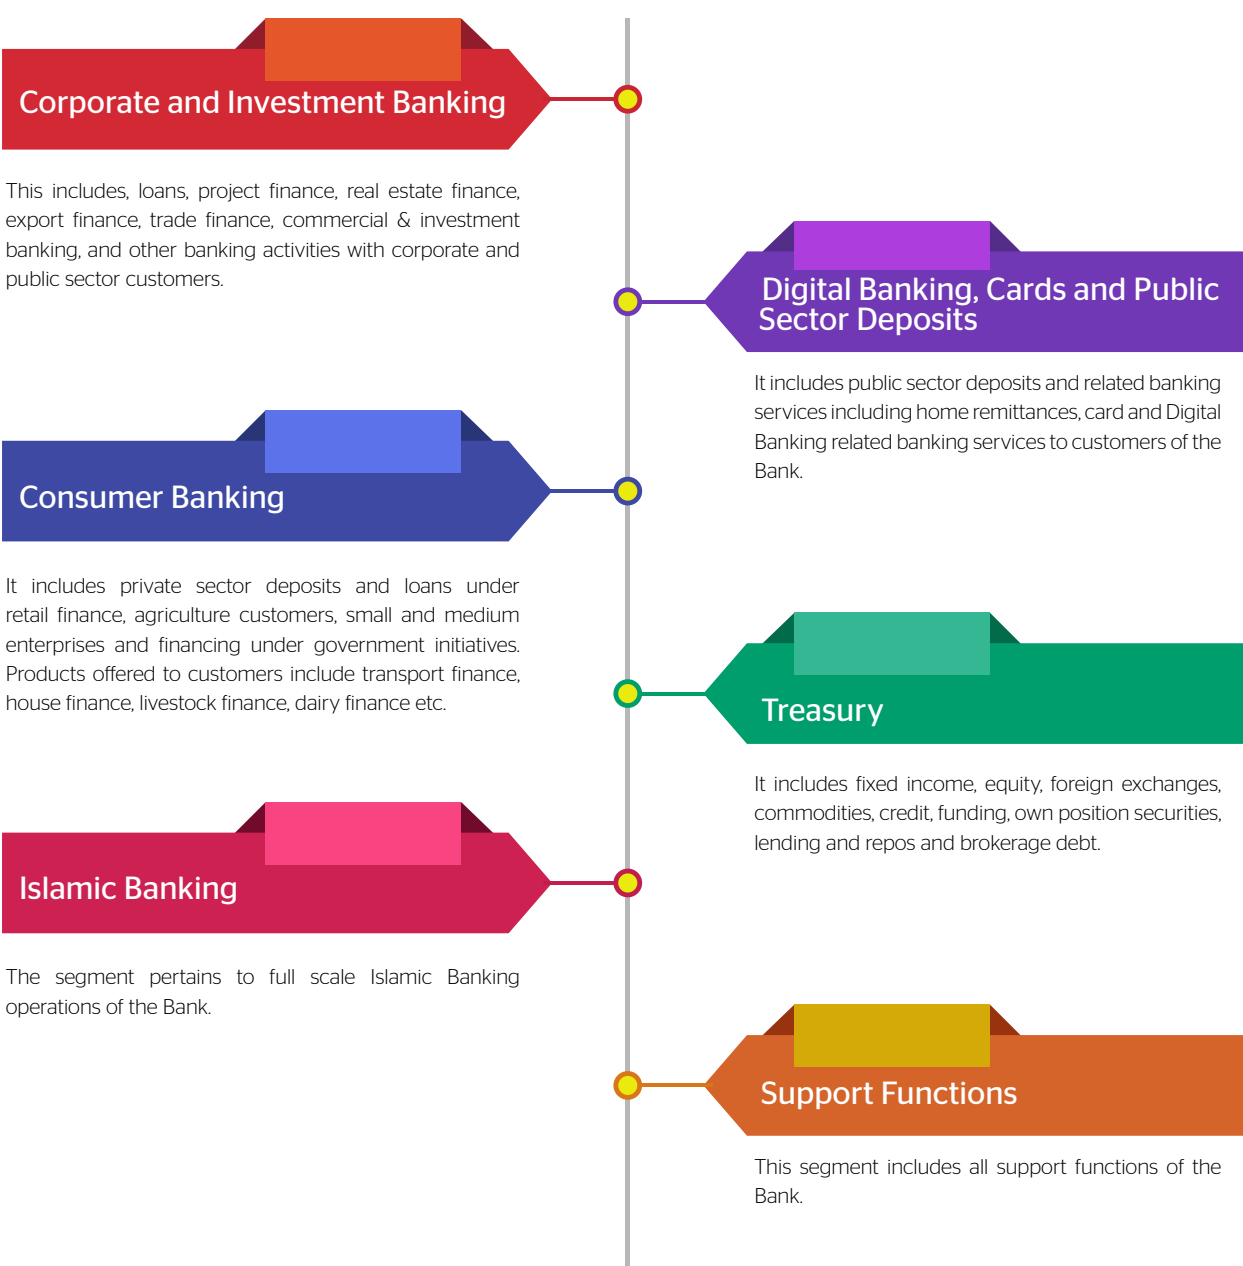 Corporate and Investment Banking
This includes, loans, project finance, real estate finance,
export finance, trade finance, commercial & investment
banking, and other banking activities with corporate and
public sector customers.
Digital Banking, Cards and Public
Sector Deposits
It includes public sector deposits and related banking
services including home remittances, card and Digital
Banking related banking services to customers of the
Bank.
Consumer Banking
It includes private sector deposits and loans under
retail finance, agriculture customers, small and medium
enterprises and financing under government initiatives.
Products offered to customers include transport finance,
house finance, livestock finance, dairy finance etc.
Treasury
It includes fixed income, equity, foreign exchanges,
commodities, credit, funding, own position securities,
lending and repos and brokerage debt.
Islamic Banking
The segment pertains to full scale Islamic Banking
operations of the Bank.
Support Functions
This segment includes all support functions of the
Bank.